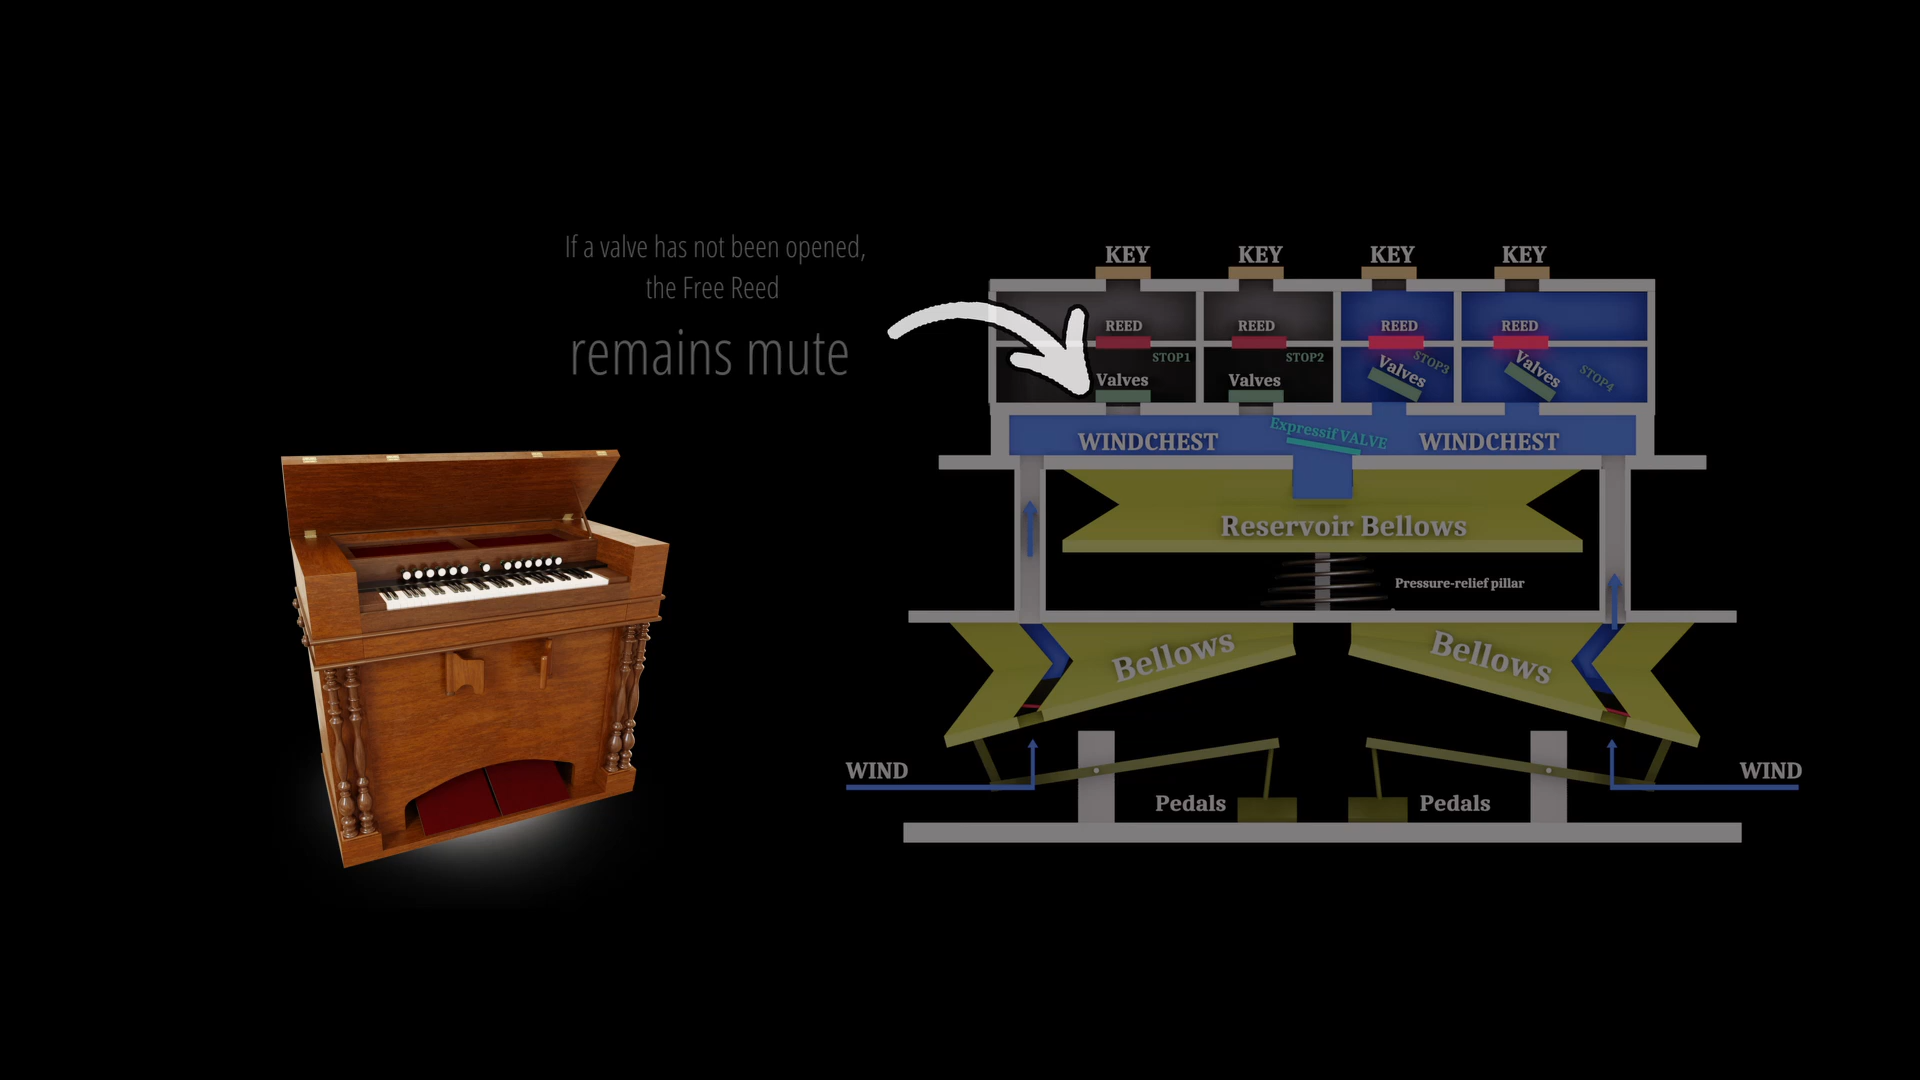 If a valve has not been opened,
the Free Reed
remains mute
KEY KEY KEY KEY
REED REED REED REED
STOP1 STOP2 STOP3 STOP4
Valves Valves Valves Valves
Expressif VALVE
WINDCHEST WINDCHEST
Reservoir Bellows
Pressure-relief pillar
Bellows Bellows
WIND WIND
Pedals Pedals